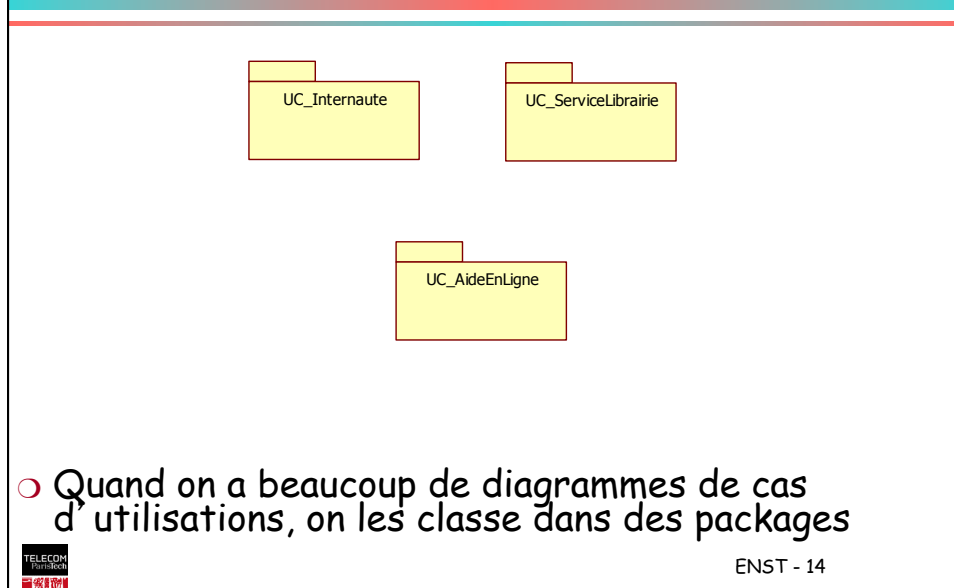 UC_Internaute
UC_ServiceLibrairie
UC_AideEnLigne
Quand on a beaucoup de diagrammes de cas
d' utilisations, on les classe dans des packages
TELECOM
ParisTech
ENST - 14